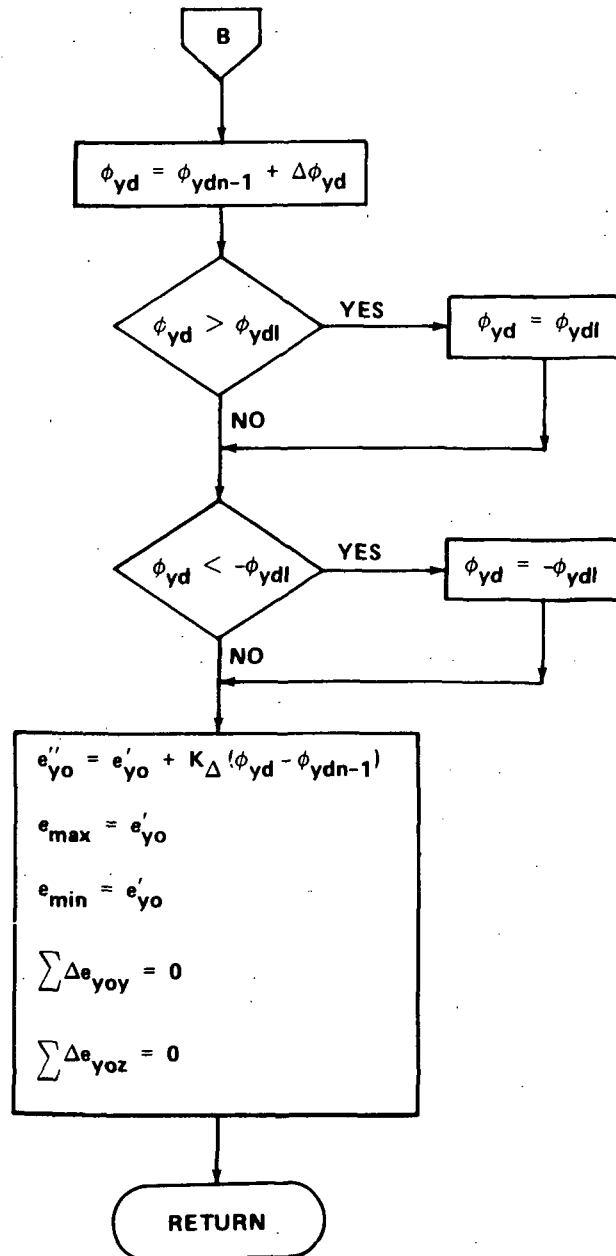 B
ϕyd = ϕydn-1 + Δϕyd
ϕyd > ϕydl
YES
ϕyd = ϕydl
NO
ϕyd < -ϕydl
YES
ϕyd = -ϕydl
NO
e''yo = e'yo + KΔ (ϕyd - ϕydn-1)
emax = e'yo
emin = e'yo
∑Δeyoy = 0
∑Δeyoz = 0
RETURN